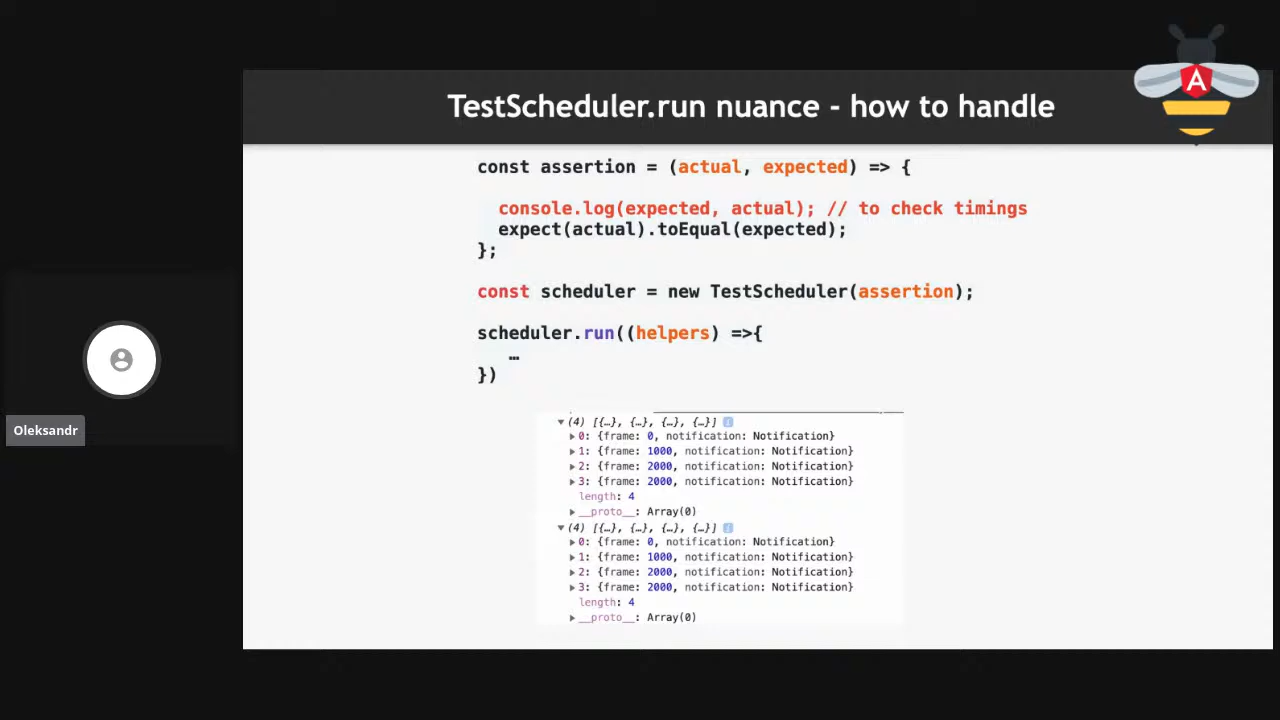 TestScheduler.run nuance - how to handle
A
const assertion = (actual, expected) => {
console.log(expected, actual); // to check timings
expect(actual).toEqual(expected);
};
const scheduler = new TestScheduler(assertion);
scheduler.run((helpers) =>{
…
})
Oleksandr
▼(4) [{…}, {…}, {…}, {…}] i
▶0: {frame: 0, notification: Notification}
▶1: {frame: 1000, notification: Notification}
▶2: {frame: 2000, notification: Notification}
▶3: {frame: 2000, notification: Notification}
length: 4
▶__proto__: Array(0)
▼(4) [{…}, {…}, {…}, {…}] i
▶0: {frame: 0, notification: Notification}
▶1: {frame: 1000, notification: Notification}
▶2: {frame: 2000, notification: Notification}
▶3: {frame: 2000, notification: Notification}
length: 4
▶__proto__: Array(0)